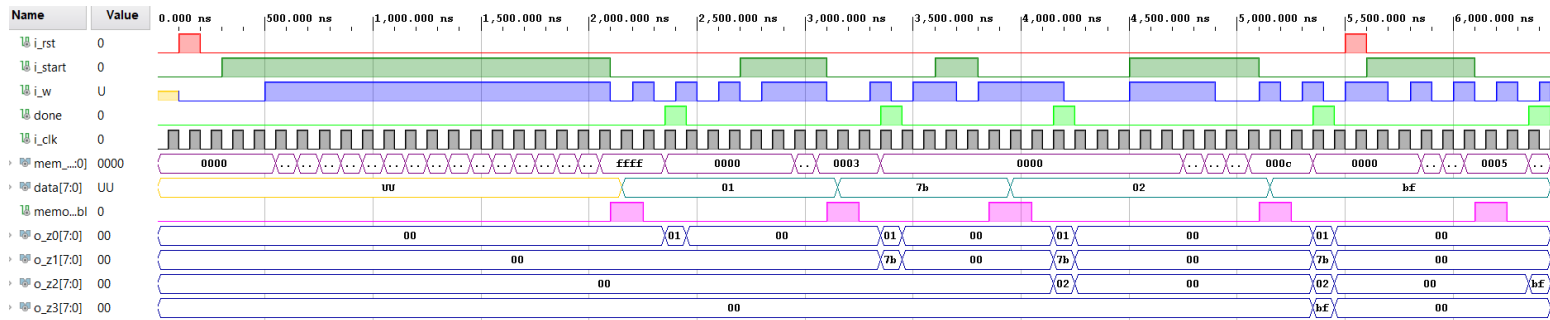 Name Value 0.000 ns 500.000 ns 1,000.000 ns 1,500.000 ns 2,000.000 ns 2,500.000 ns 3,000.000 ns 3,500.000 ns 4,000.000 ns 4,500.000 ns 5,000.000 ns 5,500.000 ns 6,000.000 ns
i_rst 0
i_start 0
i_w U
done 0
i_clk 0
mem_...:0] 0000 0000 .. .. .. .. .. .. .. .. .. .. .. .. .. .. .. ffff 0000 .. 0003 0000 .. .. .. 000c 0000 .. .. 0005 ..
data[7:0] UU UU 01 7b 02 bf
memo...bl 0
o_z0[7:0] 00 00 01 00 01 00 01 00 01 00
o_z1[7:0] 00 00 7b 00 7b 00 7b 00
o_z2[7:0] 00 00 02 00 02 00 bf
o_z3[7:0] 00 00 bf 00